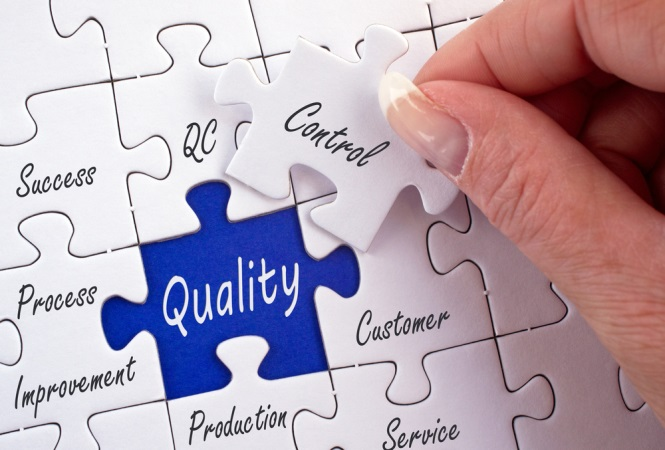 Control
QC
Success
Quality
Process
Customer
Improvement
Production
Service